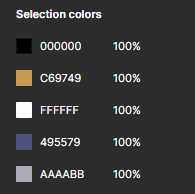 Selection colors
000000 100%
C69749 100%
FFFFFF 100%
495579 100%
AAAABB 100%